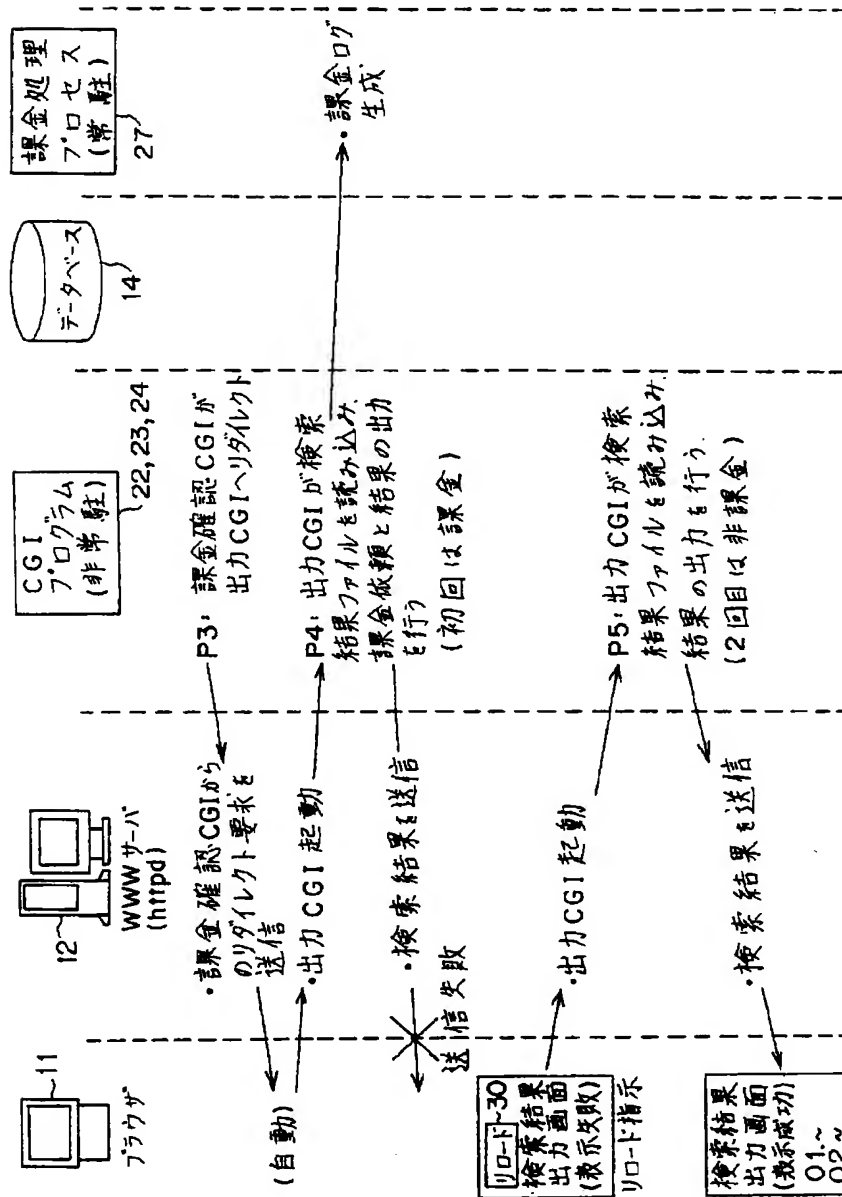 ブラウザ
11
12
WWWサーバ
(httpd)
CGI
プログラム
(非常駐)
22,23,24
データベース
14
課金処理
プロセス
(常駐)
27
P3: 課金確認CGIが
出力CGIへリダイレクト
・課金確認CGIから
のリダイレクト要求を
送信
(自動)
・出力CGI起動
P4: 出力CGIが検索
結果ファイルを読み込み、
課金依頼と結果の出力
を行う
(初回は課金)
・課金ログ
生成
・検索結果を送信
送信失敗
リロード~30
検索結果
出力画面
(表示失敗)
リロード指示
・出力CGI起動
P5: 出力CGIが検索
結果ファイルを読み込み、
結果の出力を行う。
(2回目は非課金)
・検索結果を送信
検索結果
出力画面
(表示成功)
01.~
02.~